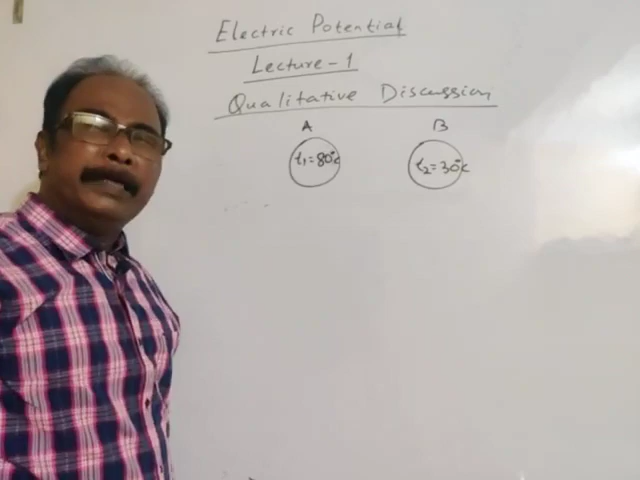 Electric Potential
Lecture-1
Qualitative Discussion
A B
t₁=80°c t₂=30°c